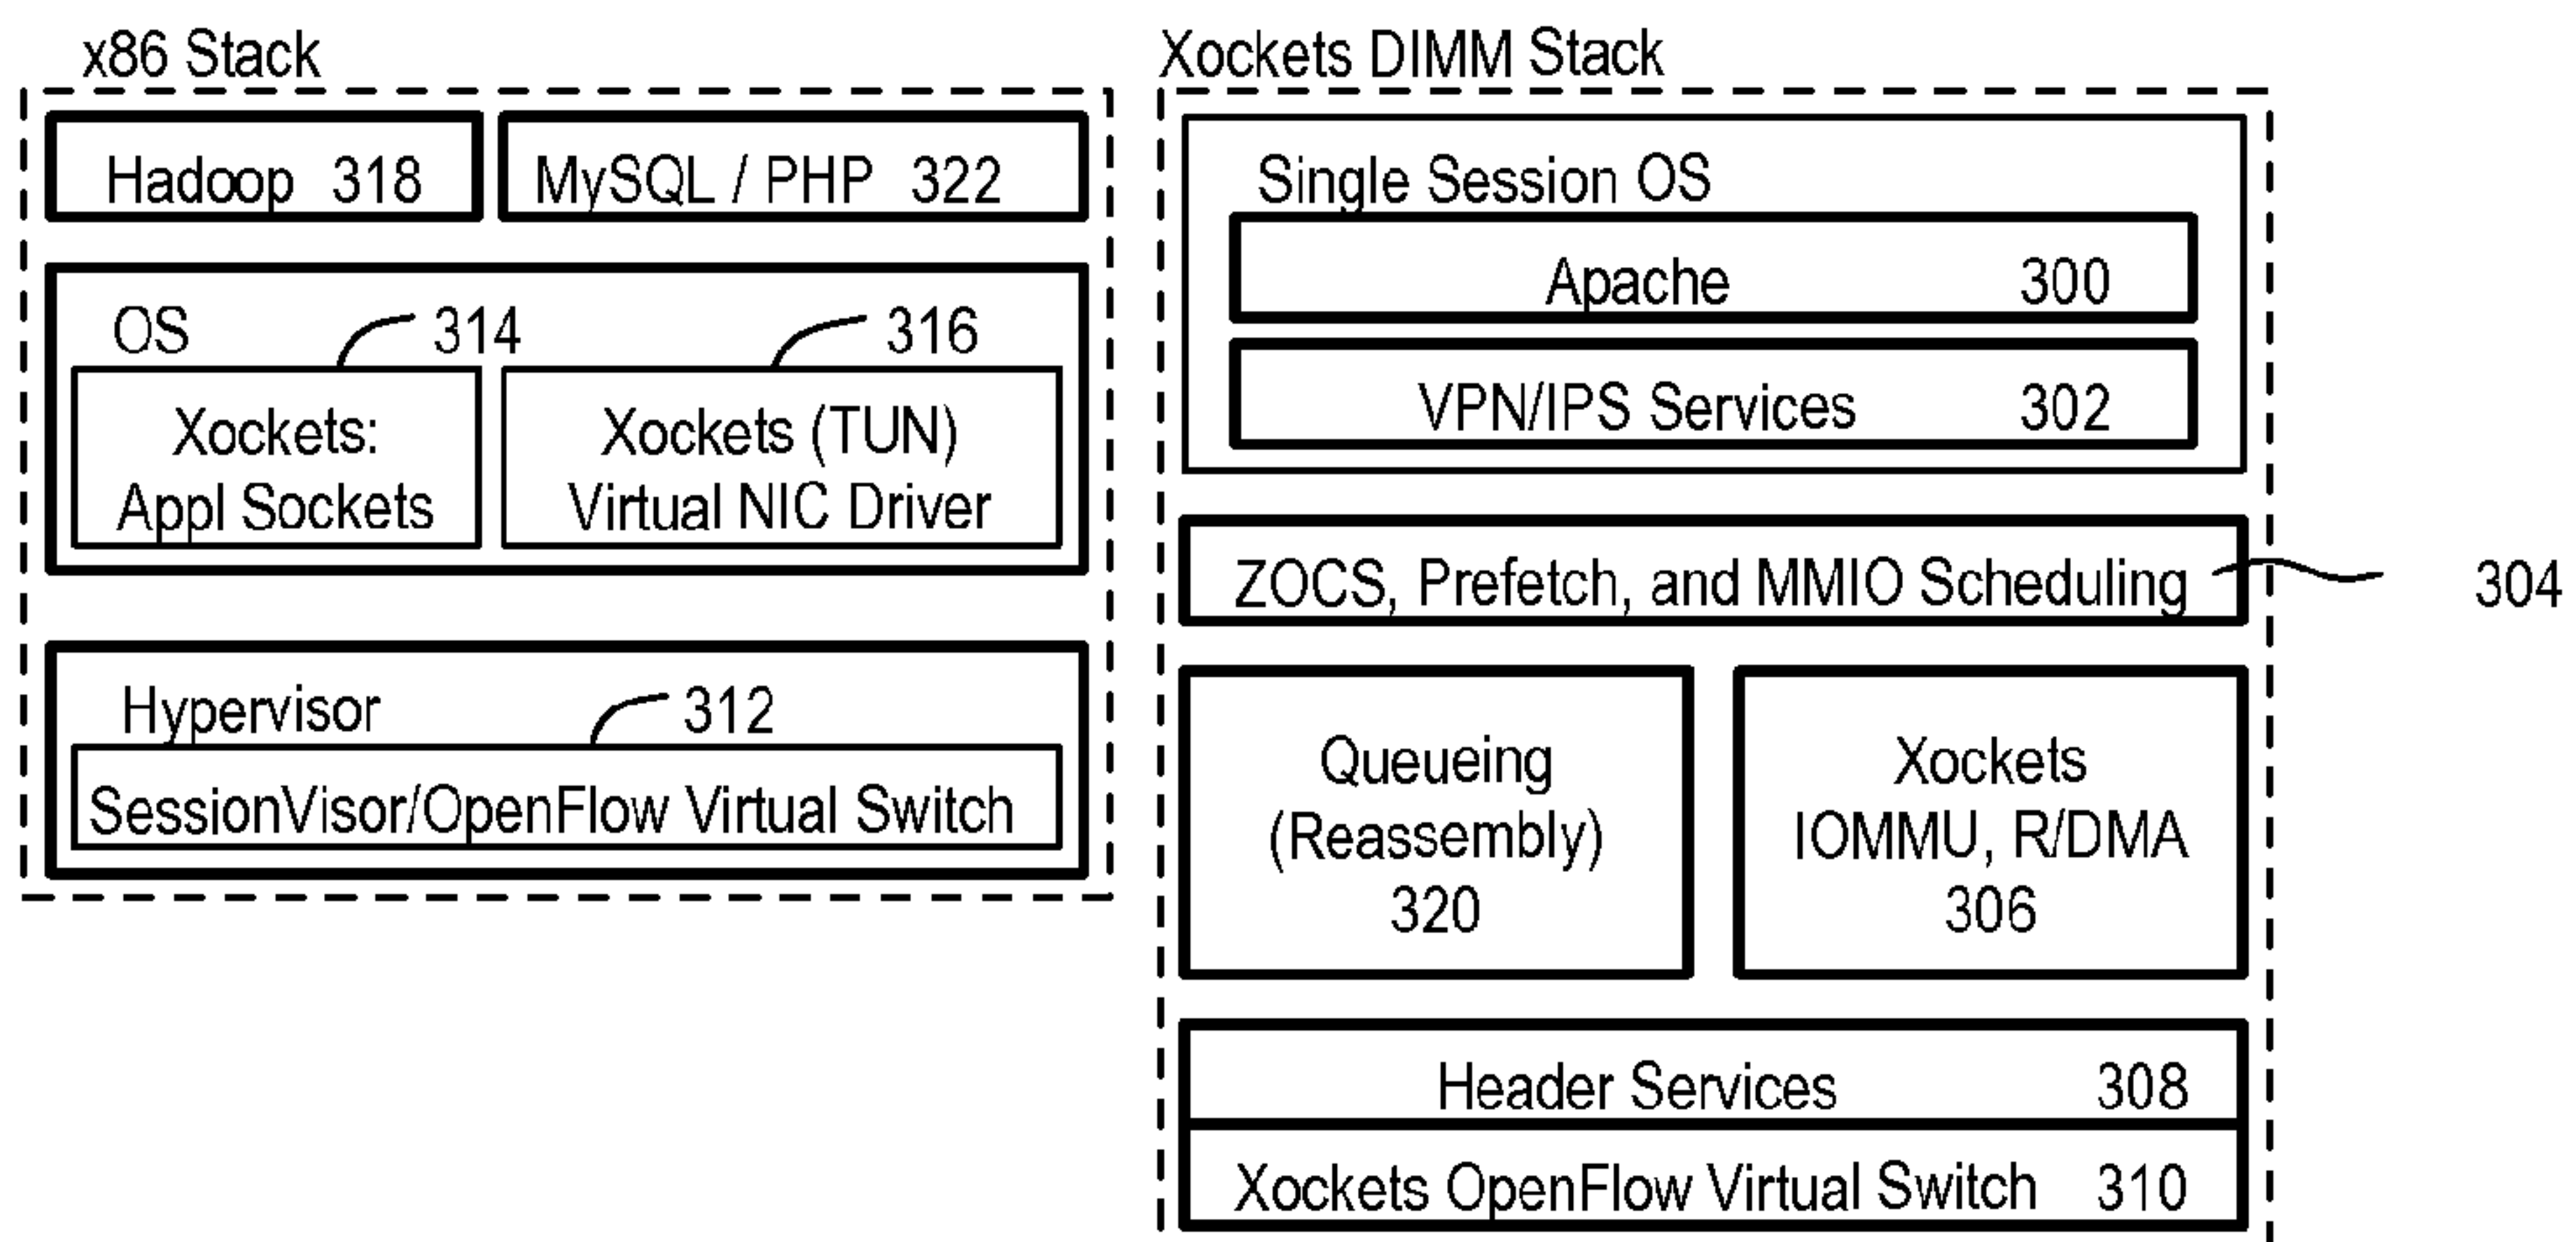 x86 Stack
Hadoop 318
MySQL / PHP 322
OS
314
316
Xockets:
Appl Sockets
Xockets (TUN)
Virtual NIC Driver
Hypervisor
312
SessionVisor/OpenFlow Virtual Switch
Xockets DIMM Stack
Single Session OS
Apache 300
VPN/IPS Services 302
ZOCS, Prefetch, and MMIO Scheduling
304
Queueing
(Reassembly)
320
Xockets
IOMMU, R/DMA
306
Header Services 308
Xockets OpenFlow Virtual Switch 310